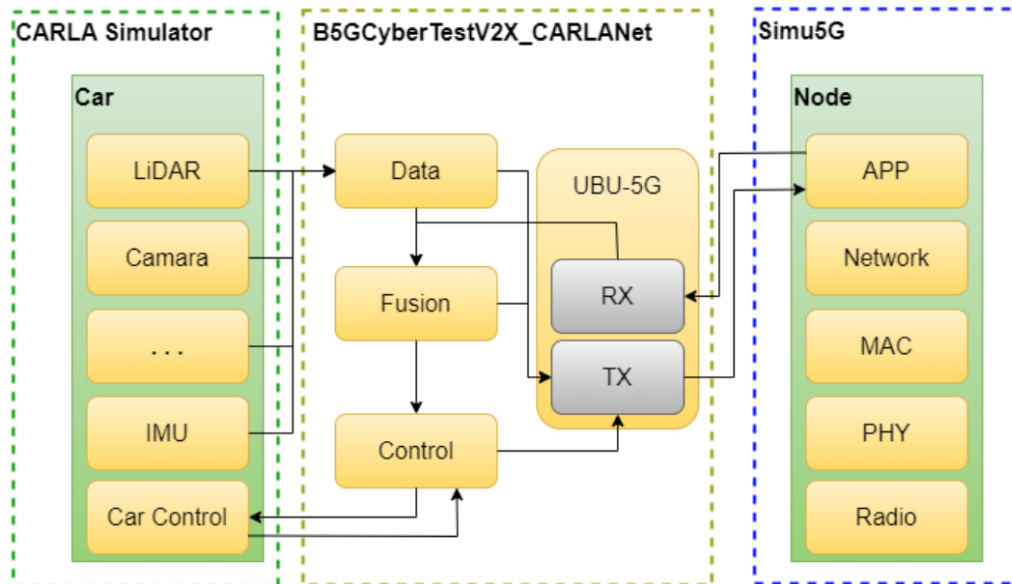 CARLA Simulator
Car
LiDAR
Camara
...
IMU
Car Control
B5GCyberTestV2X_CARLANet
Data
Fusion
Control
UBU-5G
RX
TX
Simu5G
Node
APP
Network
MAC
PHY
Radio